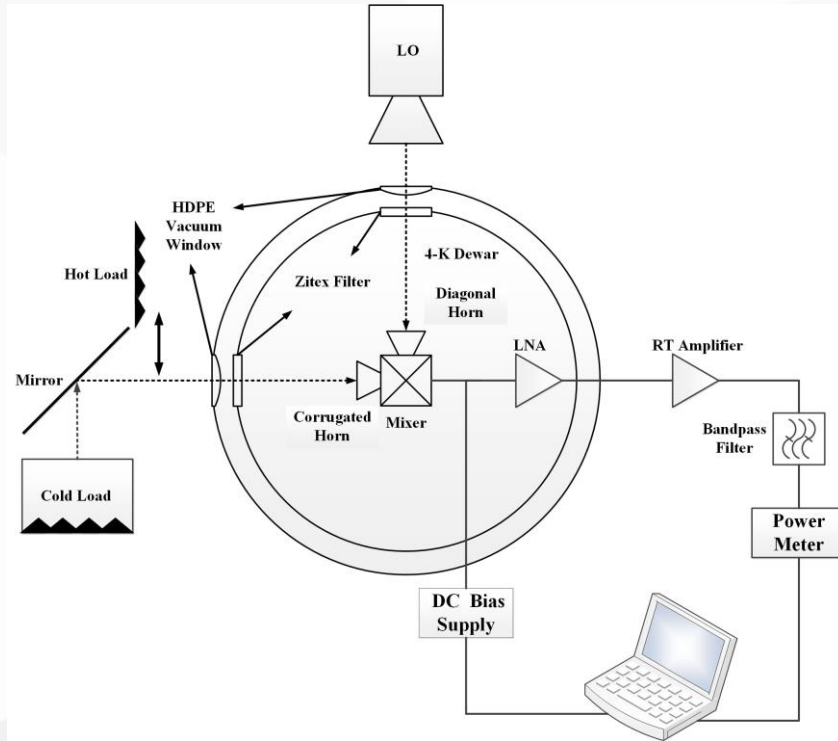 LO
HDPE
Vacuum
Window
Hot Load
Zitex Filter
4-K Dewar
Diagonal
Horn
LNA
RT Amplifier
Mirror
Corrugated
Horn
Mixer
Bandpass
Filter
Cold Load
Power
Meter
DC Bias
Supply